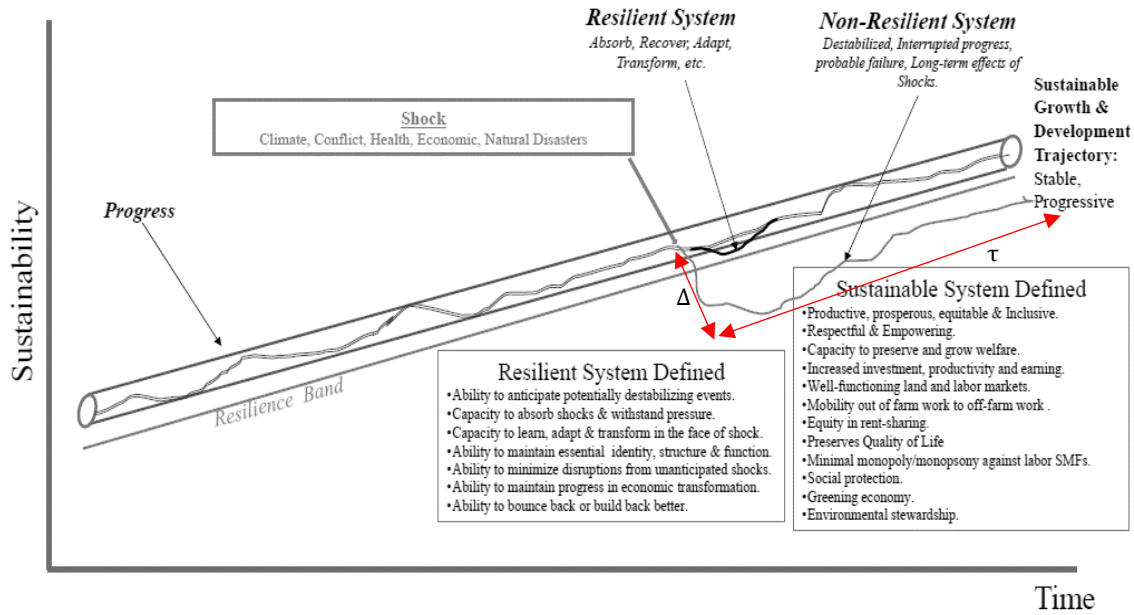 Resilient System
Absorb, Recover, Adapt,
Transform, etc.
Non-Resilient System
Destabilized, Interrupted progress,
probable failure, Long-term effects of
Shocks.
Sustainable
Growth &
Development
Trajectory:
Stable,
Progressive
Shock
Climate, Conflict, Health, Economic, Natural Disasters
Progress
Sustainability
Resilience Band
Δ
τ
Resilient System Defined
•Ability to anticipate potentially destabilizing events.
•Capacity to absorb shocks & withstand pressure.
•Capacity to learn, adapt & transform in the face of shock.
•Ability to maintain essential identity, structure & function.
•Ability to minimize disruptions from unanticipated shocks.
•Ability to maintain progress in economic transformation.
•Ability to bounce back or build back better.
Sustainable System Defined
•Productive, prosperous, equitable & Inclusive.
•Respectful & Empowering.
•Capacity to preserve and grow welfare.
•Increased investment, productivity and earning.
•Well-functioning land and labor markets.
•Mobility out of farm work to off-farm work .
•Equity in rent-sharing.
•Preserves Quality of Life
•Minimal monopoly/monopsony against labor SMFs.
•Social protection.
•Greening economy.
•Environmental stewardship.
Time